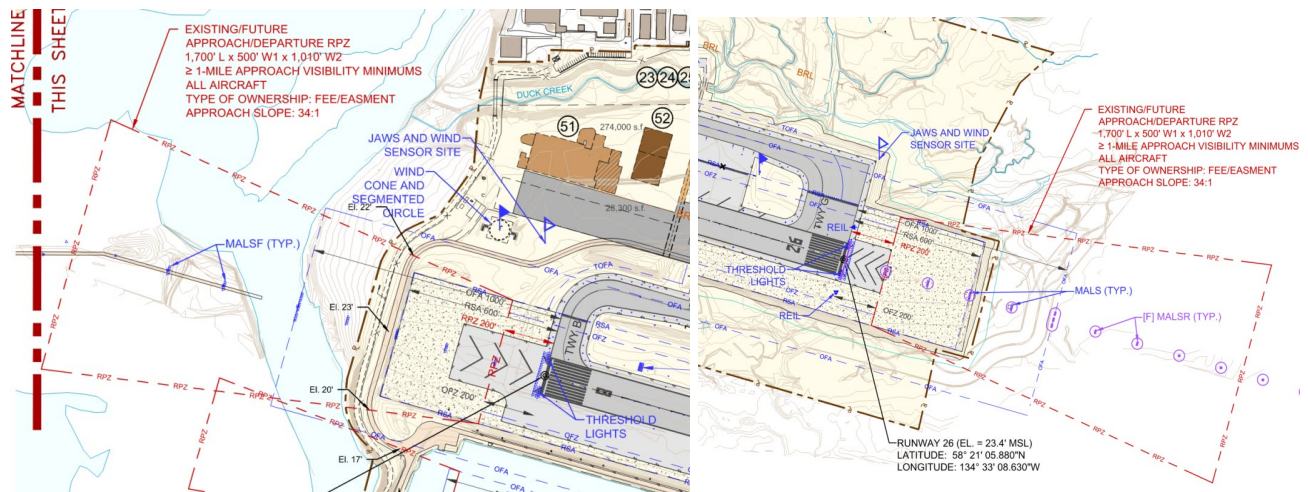 MATCHLINE
THIS SHEET
EXISTING/FUTURE
APPROACH/DEPARTURE RPZ
1,700' L x 500' W1 x 1,010' W2
≥ 1-MILE APPROACH VISIBILITY MINIMUMS
ALL AIRCRAFT
TYPE OF OWNERSHIP: FEE/EASMENT
APPROACH SLOPE: 34:1
DUCK CREEK
23
24
51
52
274,000 s.f.
28,300 s.f.
JAWS AND WIND
SENSOR SITE
WIND
CONE AND
SEGMENTED
CIRCLE
El. 22'
MALSF (TYP.)
El. 23'
OFA 1000'
RSA 600'
RPZ 200'
RPZ
TWY B
OFZ 200'
El. 20'
El. 17'
THRESHOLD
LIGHTS
RPZ
RSA
OFA
OFZ
TOFA
BRL
BRL
JAWS AND WIND
SENSOR SITE
EXISTING/FUTURE
APPROACH/DEPARTURE RPZ
1,700' L x 500' W1 x 1,010' W2
≥ 1-MILE APPROACH VISIBILITY MINIMUMS
ALL AIRCRAFT
TYPE OF OWNERSHIP: FEE/EASMENT
APPROACH SLOPE: 34:1
TOFA
OFA
RSA
OFZ
TWY G
26
REIL
OFA 1000'
RSA 600'
RPZ 200'
THRESHOLD
LIGHTS
REIL
OFZ 200'
MALS (TYP.)
[F] MALSR (TYP.)
RPZ
RUNWAY 26 (EL. = 23.4' MSL)
LATITUDE: 58° 21' 05.880"N
LONGITUDE: 134° 33' 08.630"W